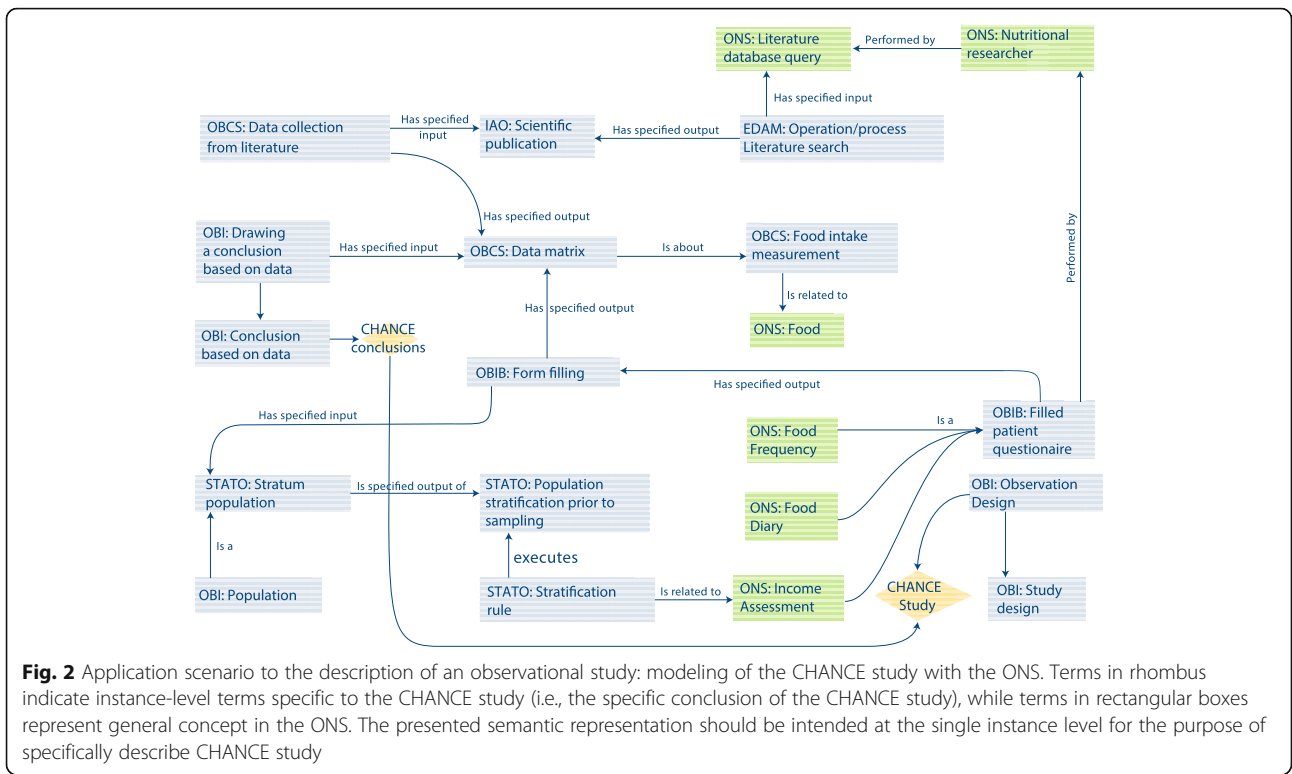 ONS: Literature
database query
Performed by
ONS: Nutritional
researcher
Has specified input
OBCS: Data collection
from literature
Has specified
input
IAO: Scientific
publication
Has specified output
EDAM: Operation/process
Literature search
Has specified output
Performed by
OBI: Drawing
a conclusion
based on data
Has specified input
OBCS: Data matrix
Is about
OBCS: Food intake
measurement
Is related to
ONS: Food
Has specified output
OBI: Conclusion
based on data
CHANCE
conclusions
OBIB: Form filling
Has specified output
Has specified input
ONS: Food
Frequency
Is a
OBIB: Filled
patient
questionaire
STATO: Stratum
population
Is specified output of
STATO: Population
stratification prior to
sampling
ONS: Food
Diary
OBI: Observation
Design
Is a
executes
OBI: Population
STATO: Stratification
rule
Is related to
ONS: Income
Assessment
CHANCE
Study
OBI: Study
design
Fig. 2 Application scenario to the description of an observational study: modeling of the CHANCE study with the ONS. Terms in rhombus
indicate instance-level terms specific to the CHANCE study (i.e., the specific conclusion of the CHANCE study), while terms in rectangular boxes
represent general concept in the ONS. The presented semantic representation should be intended at the single instance level for the purpose of
specifically describe CHANCE study